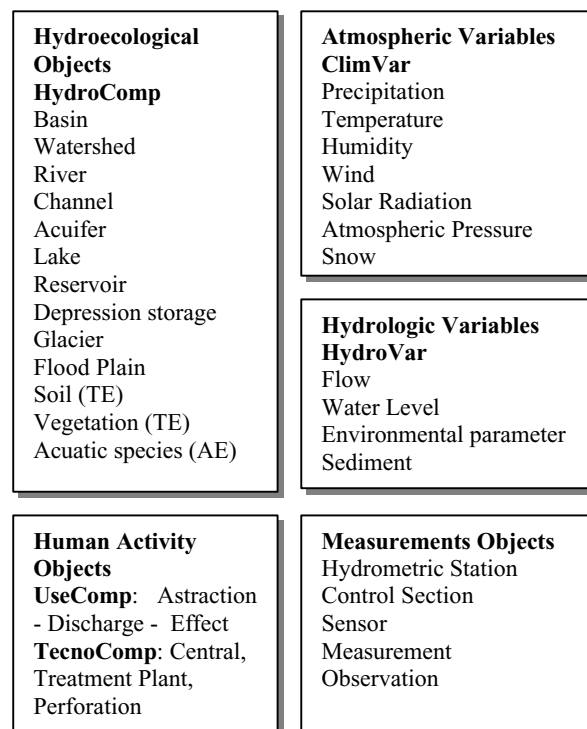 Hydroecological
Objects
HydroComp
Basin
Watershed
River
Channel
Acuifer
Lake
Reservoir
Depression storage
Glacier
Flood Plain
Soil (TE)
Vegetation (TE)
Acuatic species (AE)
Atmospheric Variables
ClimVar
Precipitation
Temperature
Humidity
Wind
Solar Radiation
Atmospheric Pressure
Snow
Hydrologic Variables
HydroVar
Flow
Water Level
Environmental parameter
Sediment
Human Activity
Objects
UseComp: Astraction
- Discharge - Effect
TecnoComp: Central,
Treatment Plant,
Perforation
Measurements Objects
Hydrometric Station
Control Section
Sensor
Measurement
Observation